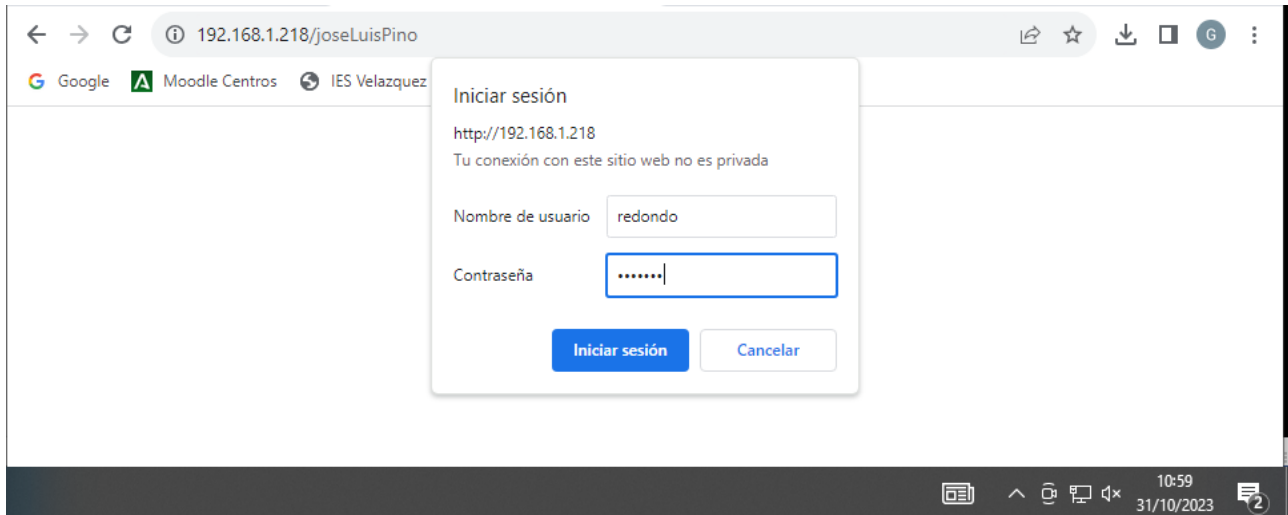 192.168.1.218/joseLuisPino
G
Google
Moodle Centros
IES Velazquez
Iniciar sesión
http://192.168.1.218
Tu conexión con este sitio web no es privada
Nombre de usuario redondo
Contraseña •••••••
Iniciar sesión Cancelar
10:59
31/10/2023
2